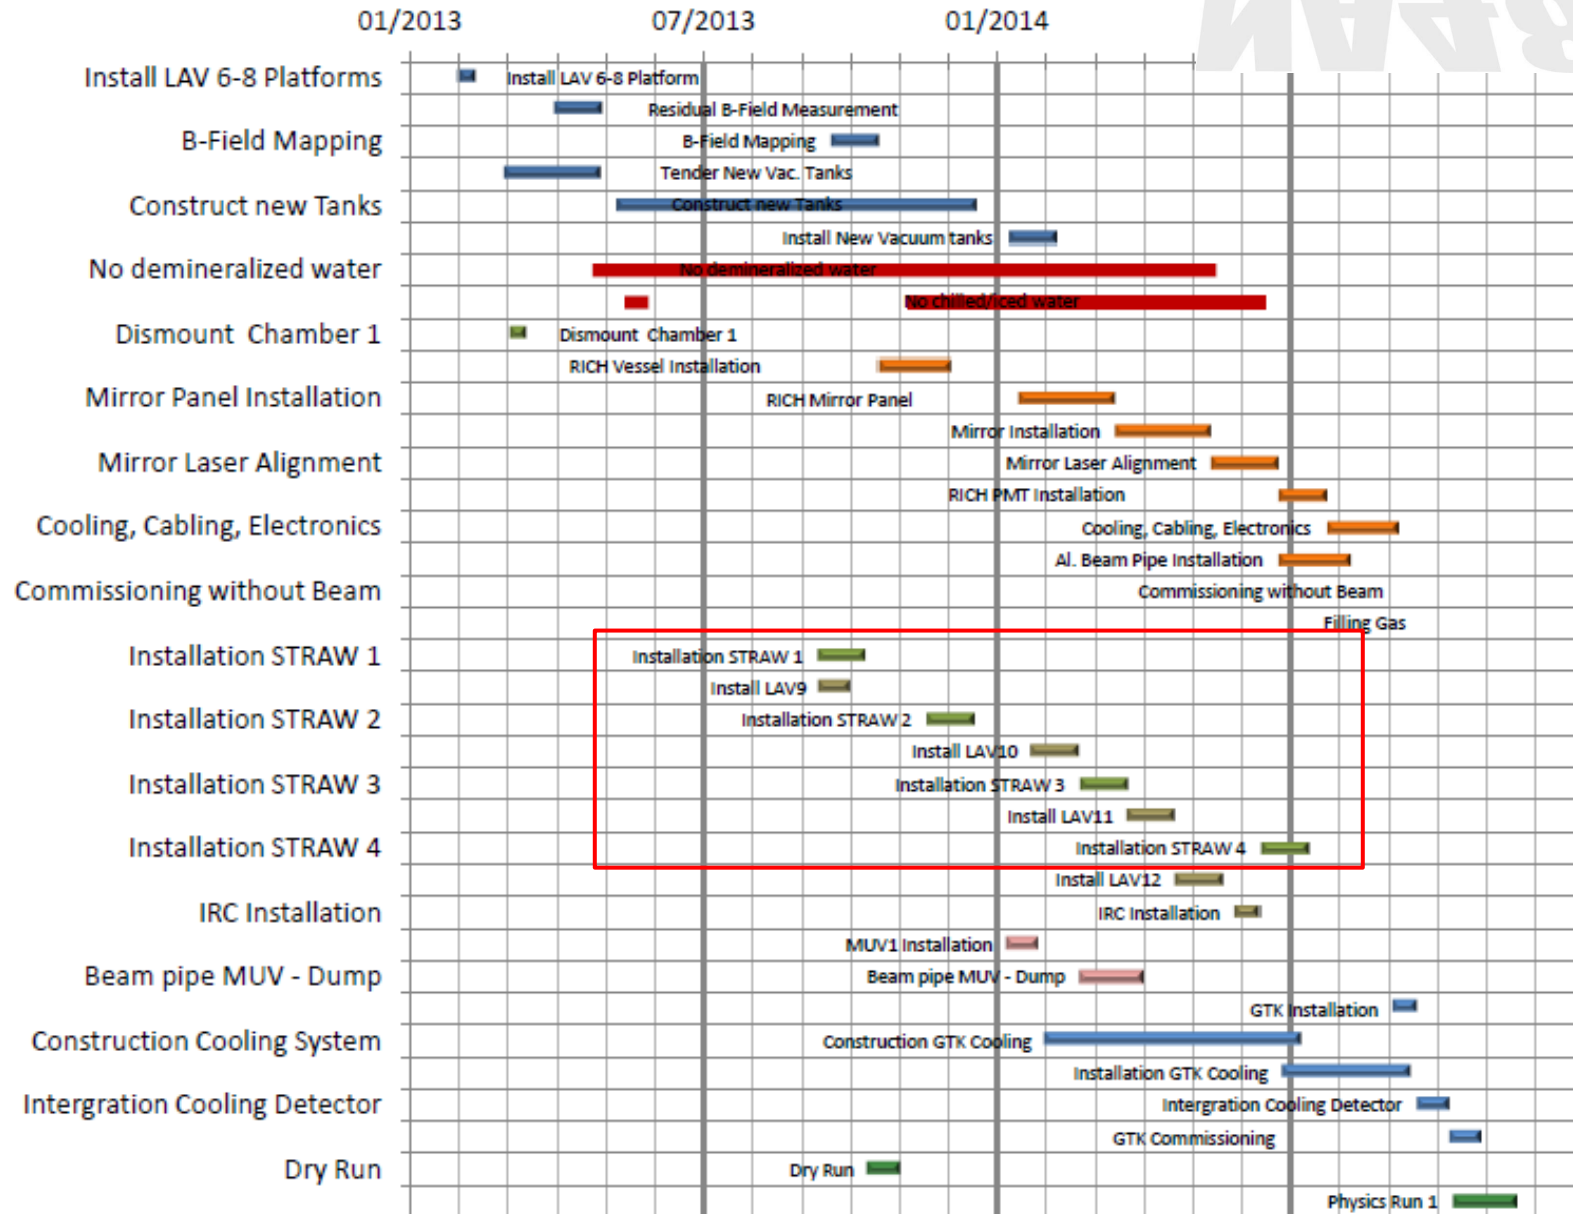 01/2013 07/2013 01/2014
Install LAV 6-8 Platforms Install LAV 6-8 Platform
Residual B-Field Measurement
B-Field Mapping B-Field Mapping
Tender New Vac. Tanks
Construct new Tanks Construct new Tanks
Install New Vacuum tanks
No demineralized water No demineralized water
No chilled/iced water
Dismount Chamber 1 Dismount Chamber 1
RICH Vessel Installation
Mirror Panel Installation RICH Mirror Panel
Mirror Installation
Mirror Laser Alignment Mirror Laser Alignment
RICH PMT Installation
Cooling, Cabling, Electronics Cooling, Cabling, Electronics
Al. Beam Pipe Installation
Commissioning without Beam Commissioning without Beam
Filling Gas
Installation STRAW 1 Installation STRAW 1
Install LAV9
Installation STRAW 2 Installation STRAW 2
Install LAV10
Installation STRAW 3 Installation STRAW 3
Install LAV11
Installation STRAW 4 Installation STRAW 4
Install LAV12
IRC Installation IRC Installation
MUV1 Installation
Beam pipe MUV - Dump Beam pipe MUV - Dump
GTK Installation
Construction Cooling System Construction GTK Cooling
Installation GTK Cooling
Intergration Cooling Detector Intergration Cooling Detector
GTK Commissioning
Dry Run Dry Run
Physics Run 1